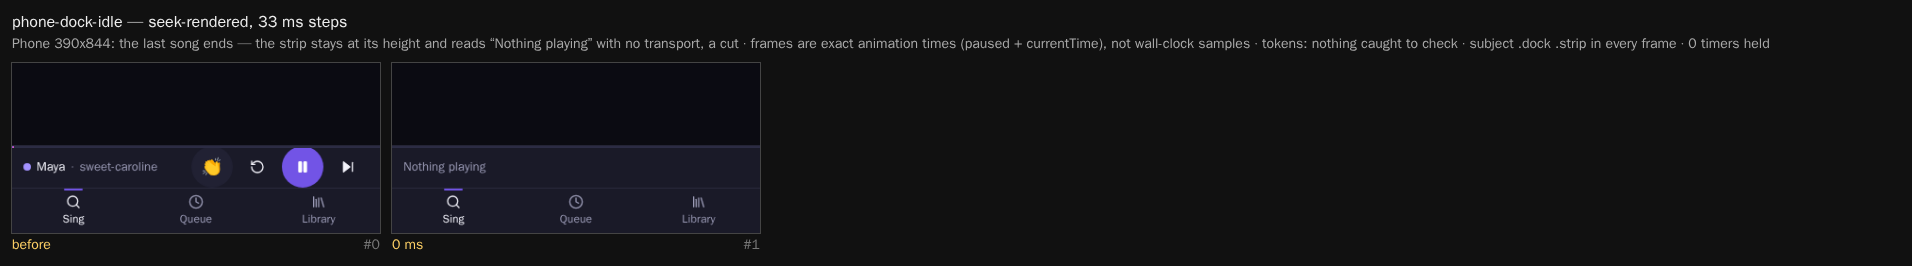 phone-dock-idle — seek-rendered, 33 ms steps
Phone 390x844: the last song ends — the strip stays at its height and reads “Nothing playing” with no transport, a cut · frames are exact animation times (paused + currentTime), not wall-clock samples · tokens: nothing caught to check · subject .dock .strip in every frame · 0 timers held
Maya · sweet-caroline
Sing Queue Library
before #0
Nothing playing
Sing Queue Library
0 ms #1